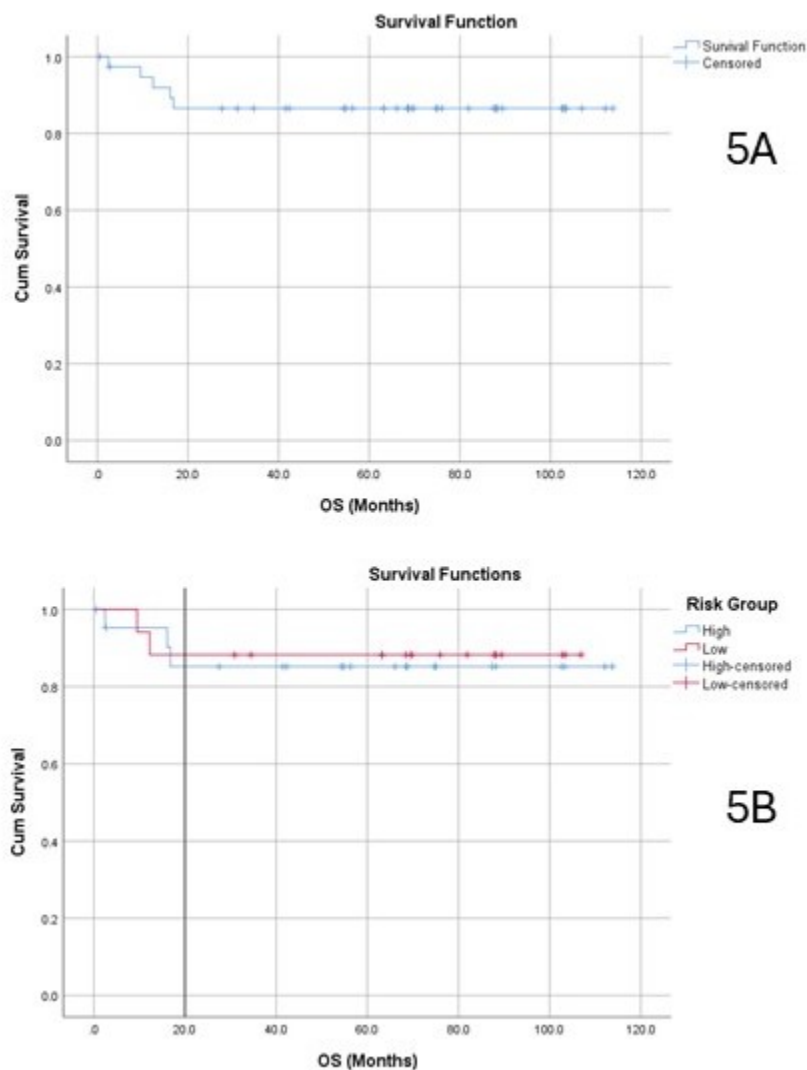 Survival Function
Survival Function
Censored
5A
1.0
0.8
0.6
0.4
0.2
0.0
Cum Survival
.0 20.0 40.0 60.0 80.0 100.0 120.0
OS (Months)
Survival Functions
Risk Group
High
Low
High-censored
Low-censored
5B
1.0
0.8
0.6
0.4
0.2
0.0
Cum Survival
.0 20.0 40.0 60.0 80.0 100.0 120.0
OS (Months)